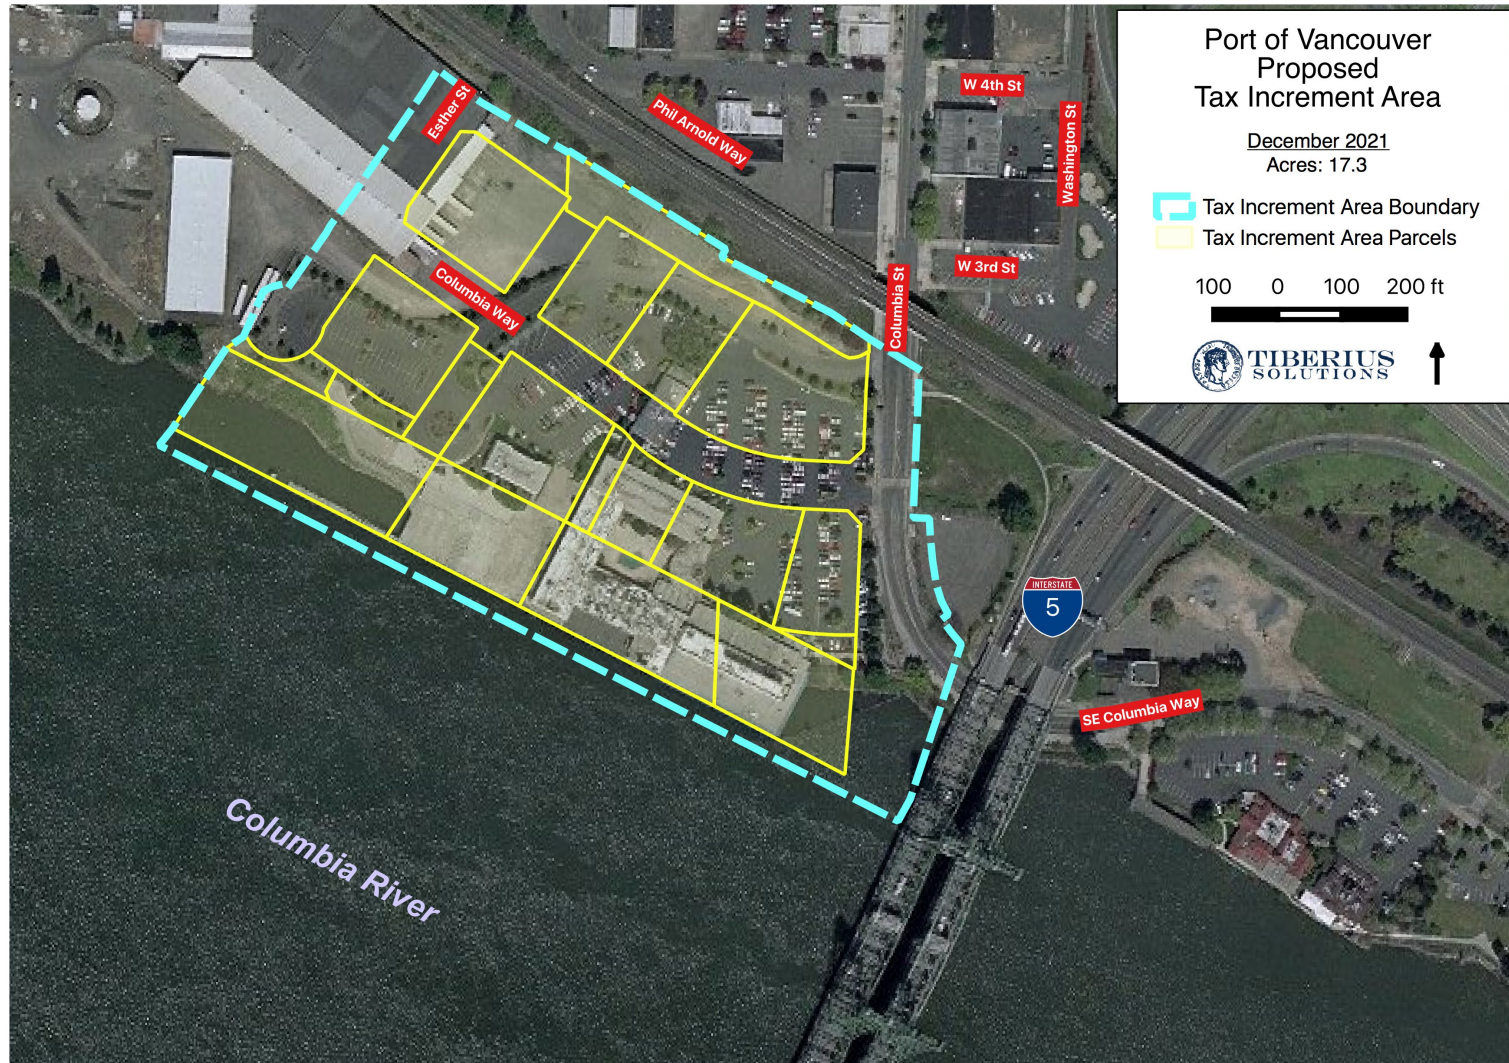 Port of Vancouver
Proposed
Tax Increment Area
December 2021
Acres: 17.3
Tax Increment Area Boundary
Tax Increment Area Parcels
100 0 100 200 ft
TIBERIUS
SOLUTIONS
W 4th St
Esther St
Phil Arnold Way
Washington St
W 3rd St
Columbia St
Columbia Way
INTERSTATE
5
SE Columbia Way
Columbia River